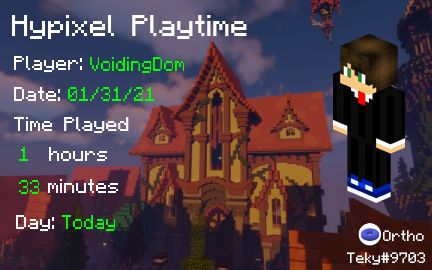 Hypixel Playtime
Player: VoidingDom
Date: 01/31/21
Time Played
1 hours
33 minutes
Day: Today
Ortho
Teky#9703